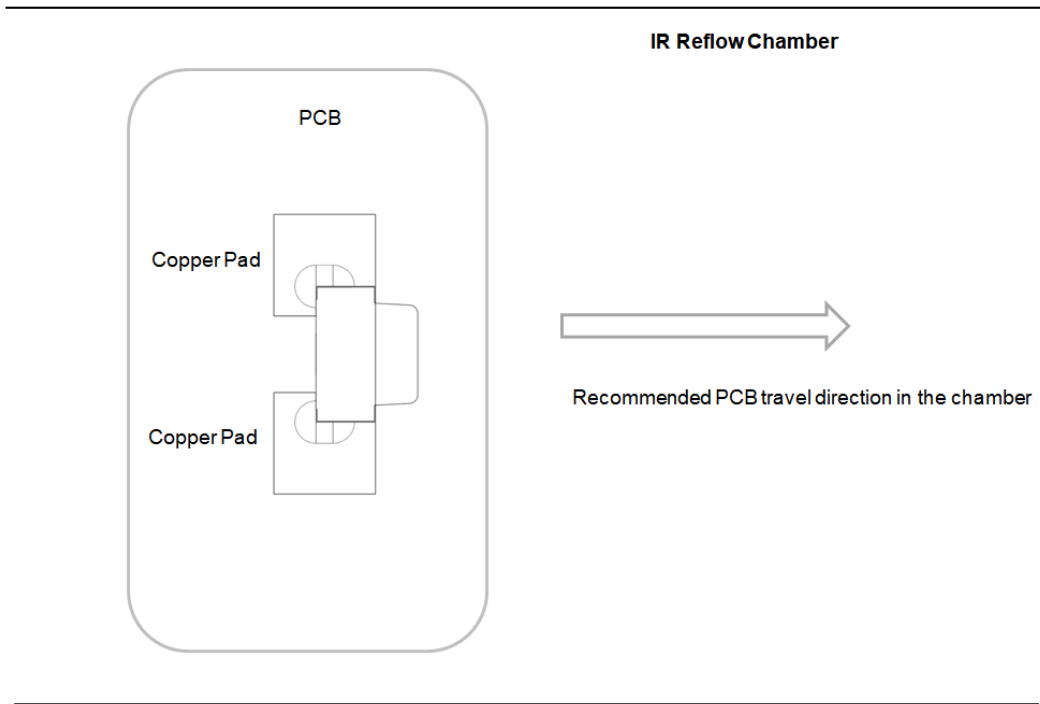 IR Reflow Chamber
PCB
Copper Pad
Recommended PCB travel direction in the chamber
Copper Pad